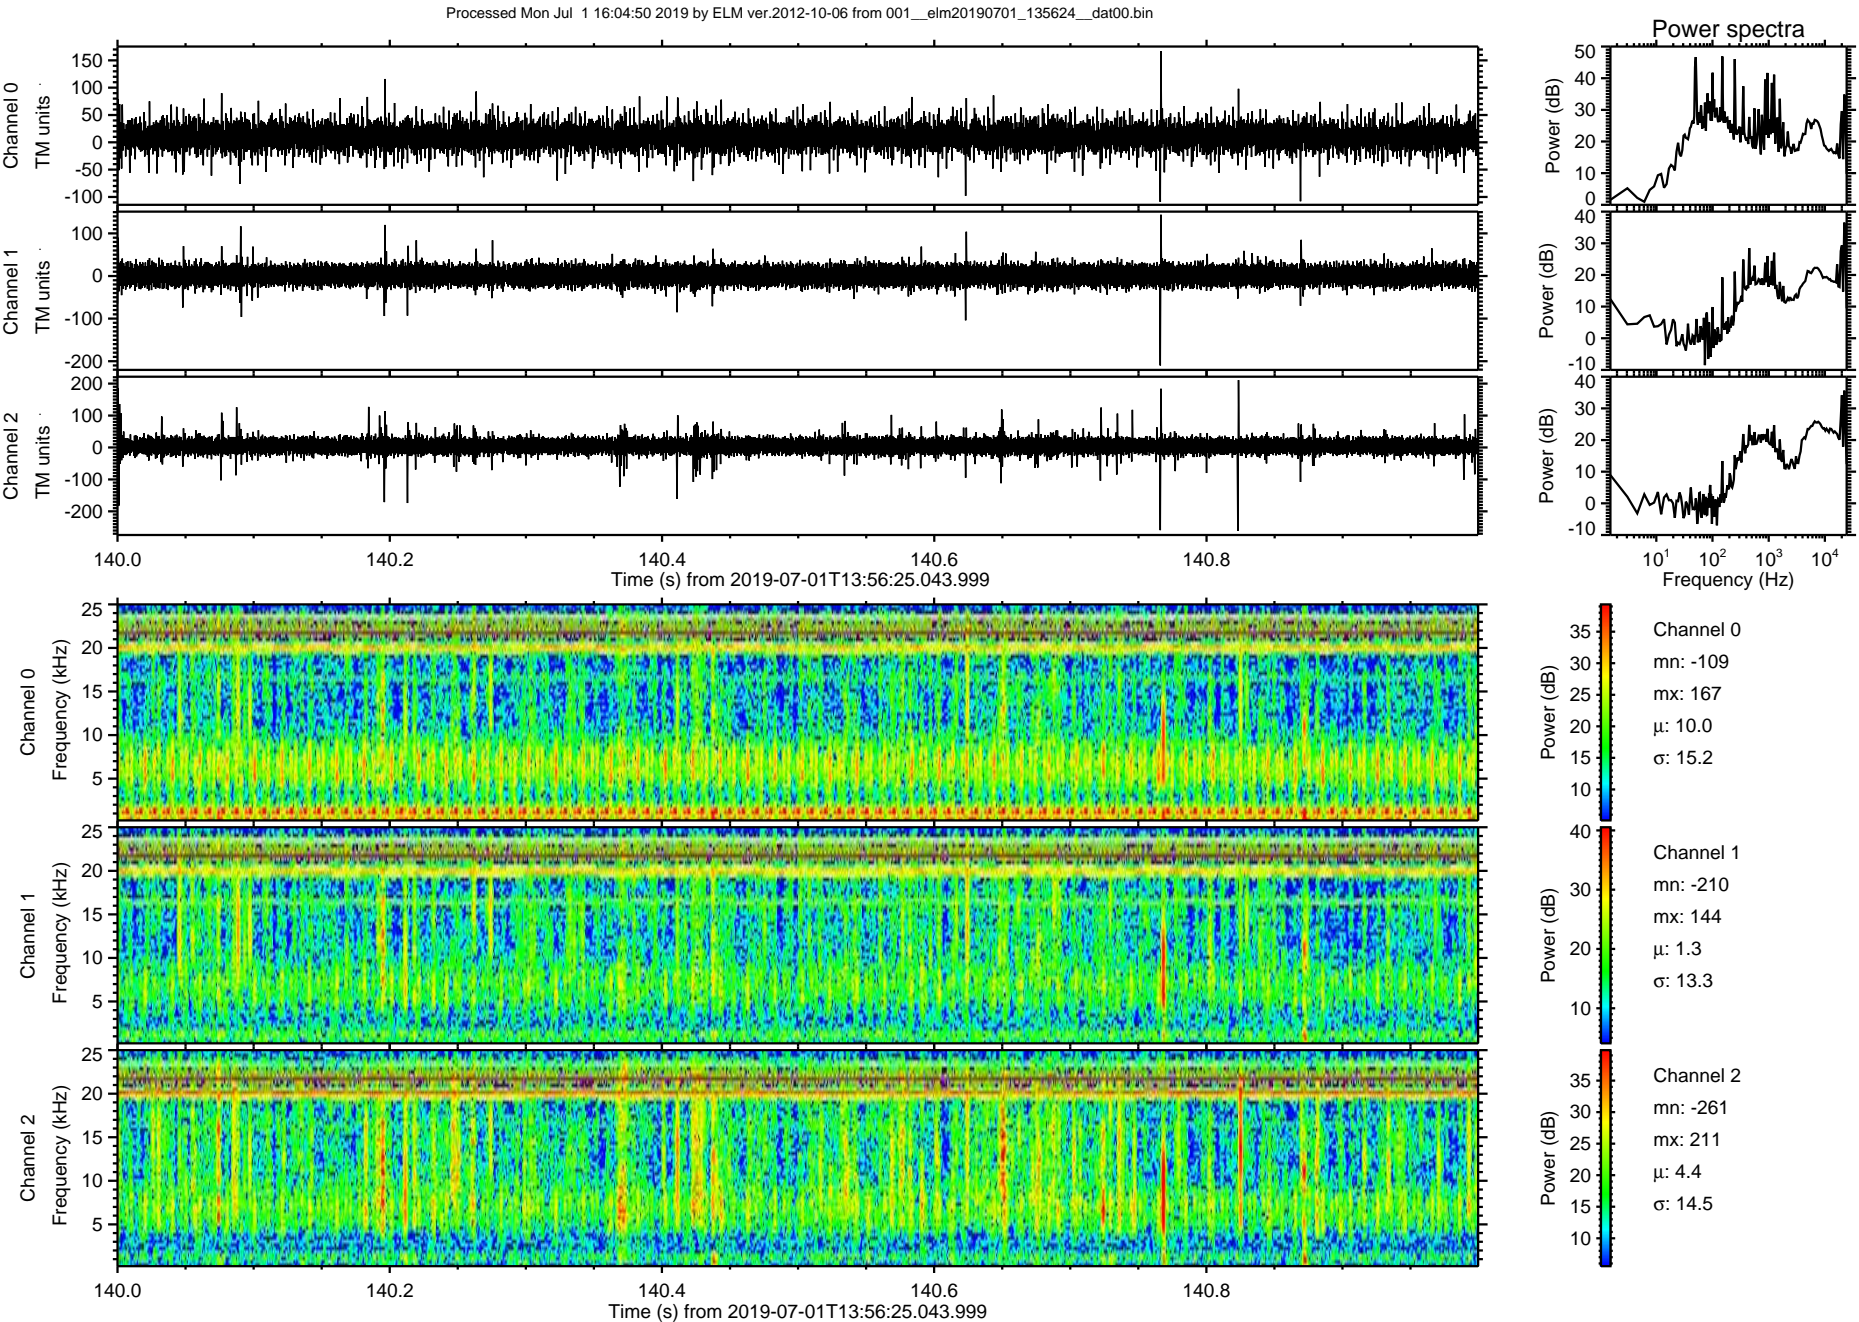 Processed Mon Jul  1 16:04:50 2019 by ELM ver.2012-10-06 from 001__elm20190701_135624__dat00.bin
Power spectra
Channel 0
TM units
150
100
50
0
-50
-100
Power (dB)
50
40
30
20
10
0
Channel 1
TM units
100
0
-100
-200
Power (dB)
40
30
20
10
0
-10
Channel 2
TM units
200
100
0
-100
-200
Power (dB)
40
30
20
10
0
-10
140.0 140.2 140.4 140.6 140.8
Time (s) from 2019-07-01T13:56:25.043.999
10^1 10^2 10^3 10^4
Frequency (Hz)
Channel 0
Frequency (kHz)
25
20
15
10
5
Power (dB)
35
30
25
20
15
10
Channel 0
mn: -109
mx: 167
μ: 10.0
σ: 15.2
Channel 1
Frequency (kHz)
25
20
15
10
5
Power (dB)
40
30
20
10
Channel 1
mn: -210
mx: 144
μ: 1.3
σ: 13.3
Channel 2
Frequency (kHz)
25
20
15
10
5
Power (dB)
35
30
25
20
15
10
Channel 2
mn: -261
mx: 211
μ: 4.4
σ: 14.5
140.0 140.2 140.4 140.6 140.8
Time (s) from 2019-07-01T13:56:25.043.999